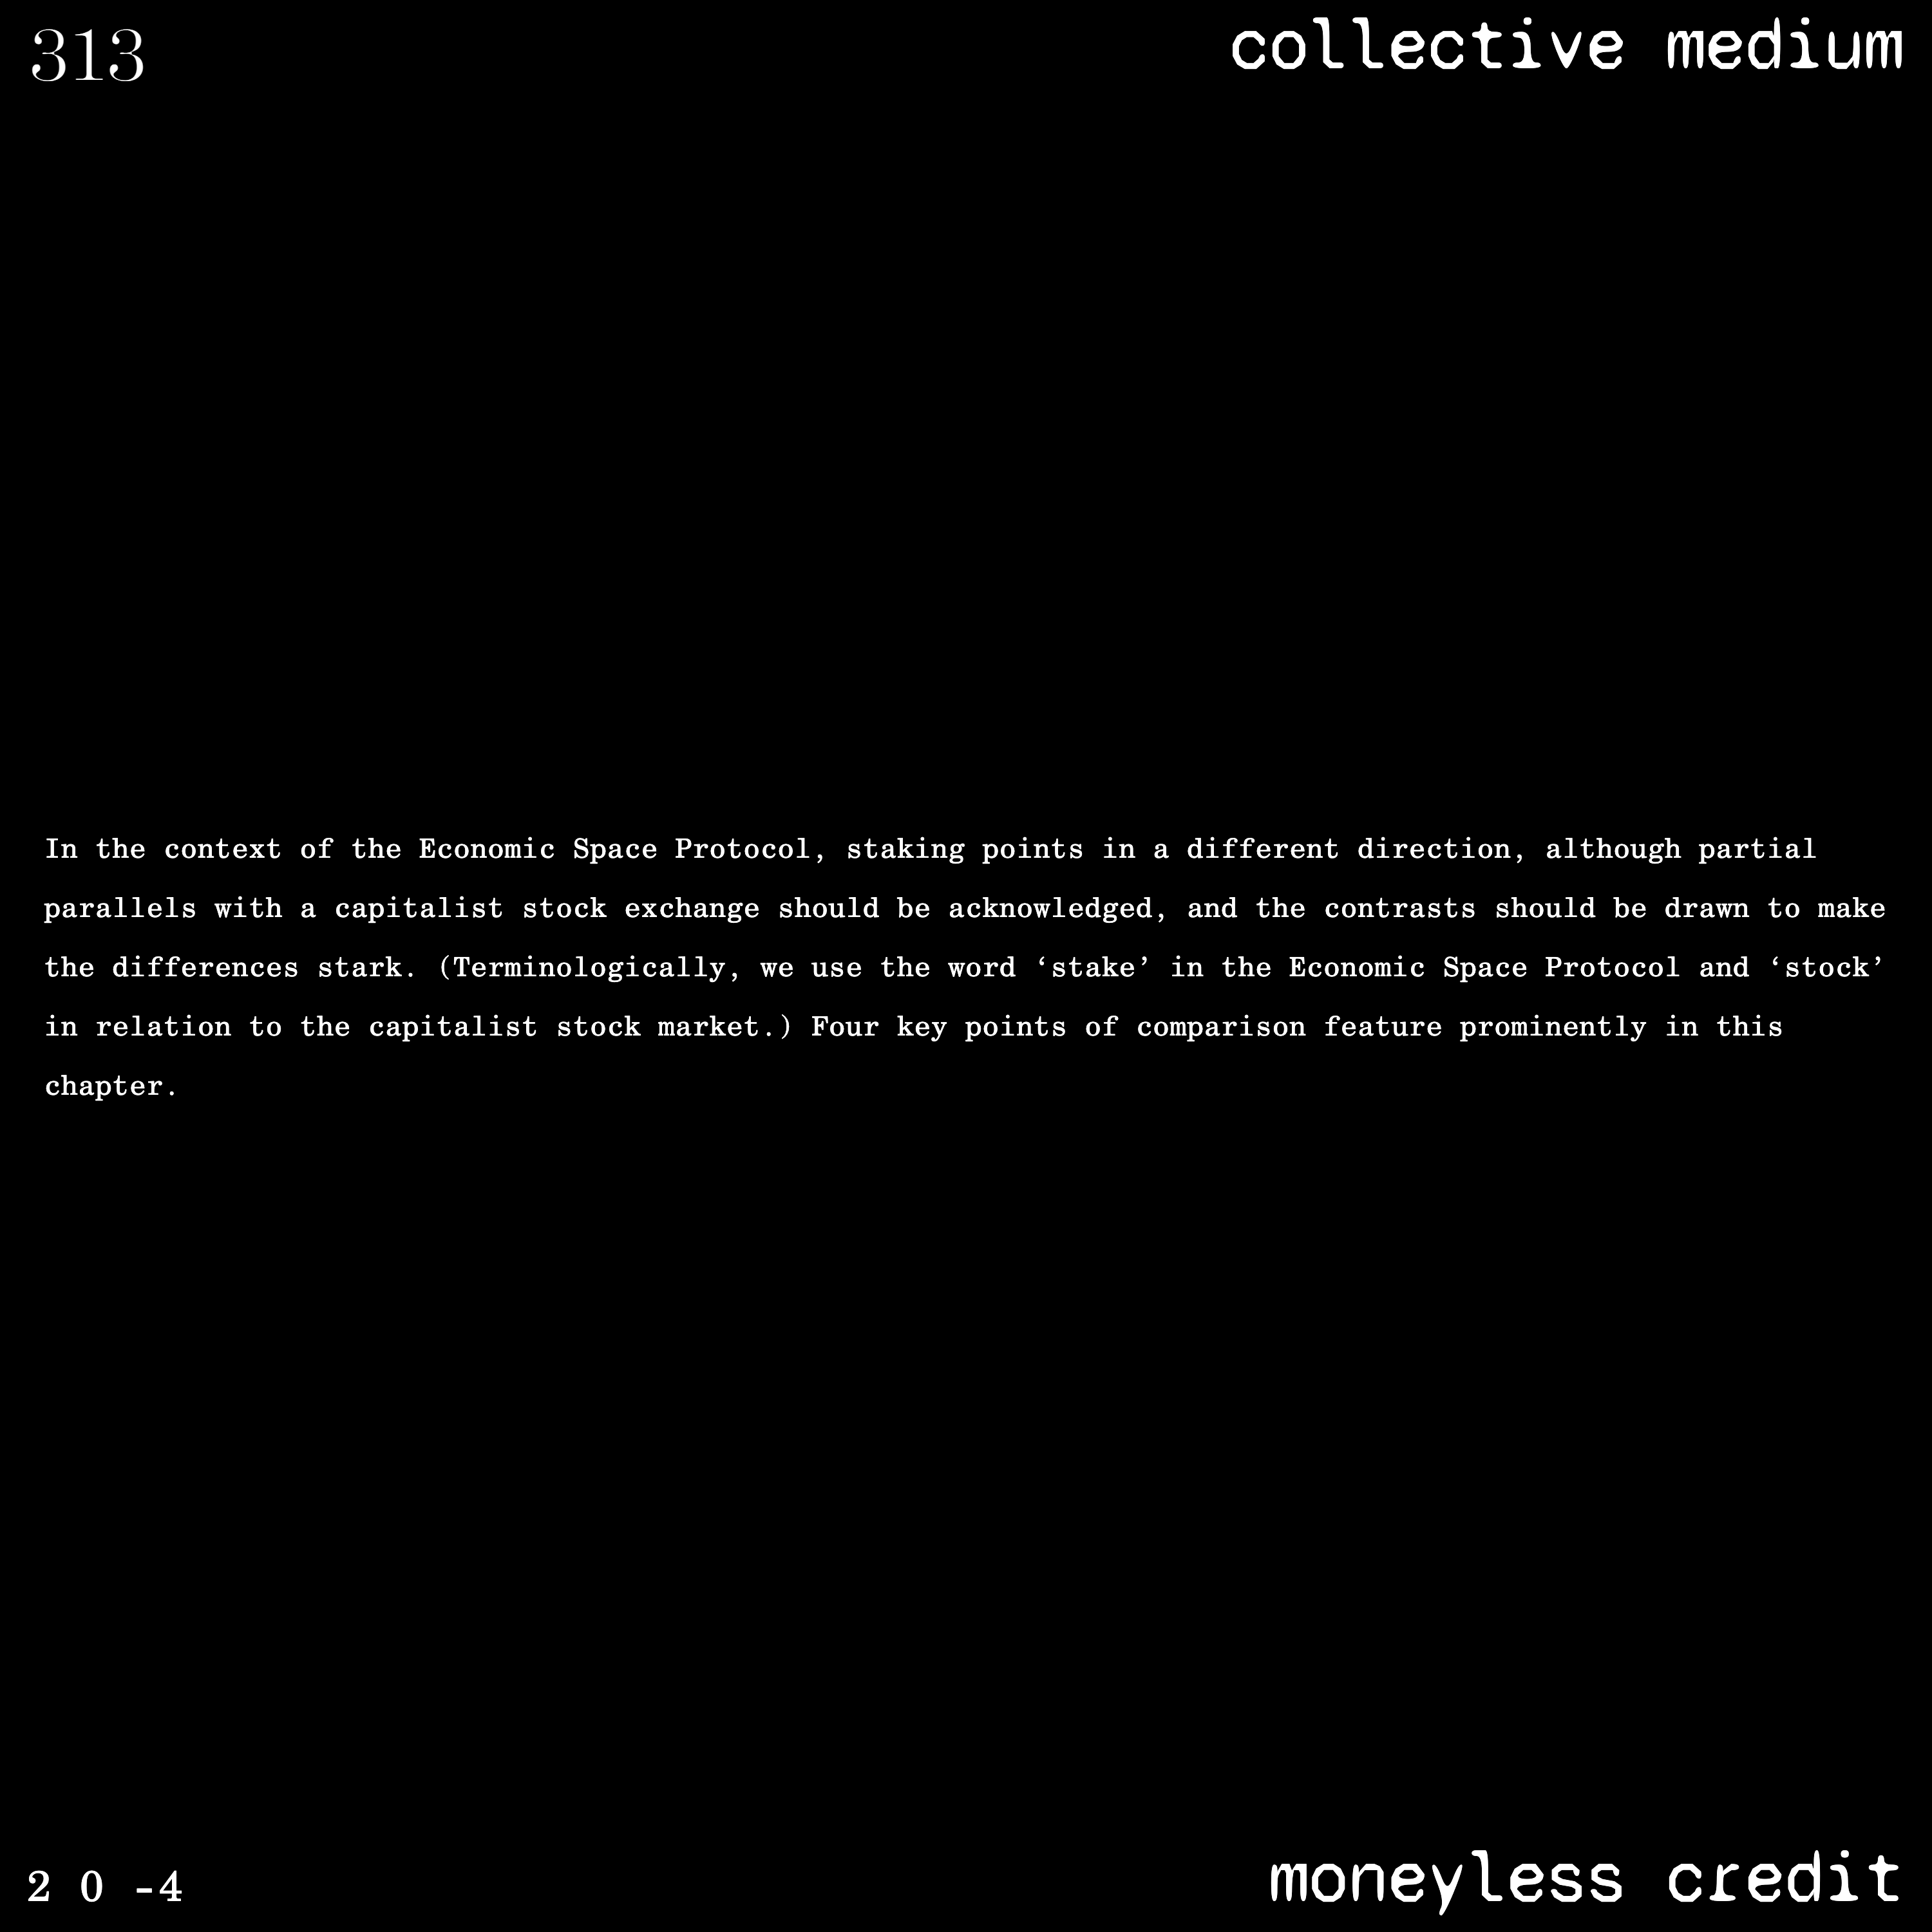 313
collective medium
In the context of the Economic Space Protocol, staking points in a different direction, although partial
parallels with a capitalist stock exchange should be acknowledged, and the contrasts should be drawn to make
the differences stark. (Terminologically, we use the word ‘stake’ in the Economic Space Protocol and ‘stock’
in relation to the capitalist stock market.) Four key points of comparison feature prominently in this
chapter.
2 0 -4
moneyless credit